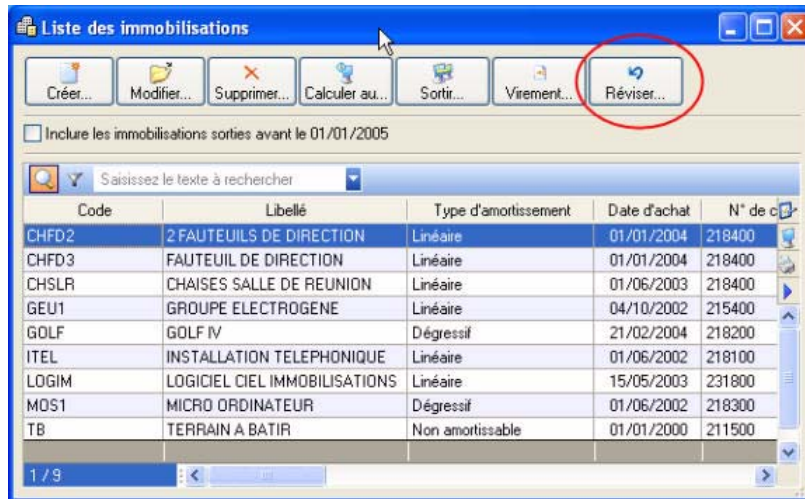 Liste des immobilisations
Créer... Modifier... Supprimer... Calculer au... Sortir... Virement... Réviser...
Inclure les immobilisations sorties avant le 01/01/2005
Saisissez le texte à rechercher
Code Libellé Type d'amortissement Date d'achat N° de c
CHFD2 2 FAUTEUILS DE DIRECTION Linéaire 01/01/2004 218400
CHFD3 FAUTEUIL DE DIRECTION Linéaire 01/01/2004 218400
CHSLR CHAISES SALLE DE REUNION Linéaire 01/06/2003 218400
GEU1 GROUPE ELECTROGENE Linéaire 04/10/2002 215400
GOLF GOLF IV Dégressif 21/02/2004 218200
ITEL INSTALLATION TELEPHONIQUE Linéaire 01/06/2002 218100
LOGIM LOGICIEL CIEL IMMOBILISATIONS Linéaire 15/05/2003 231800
MOS1 MICRO ORDINATEUR Dégressif 01/06/2002 218300
TB TERRAIN A BATIR Non amortissable 01/01/2000 211500
1 / 9